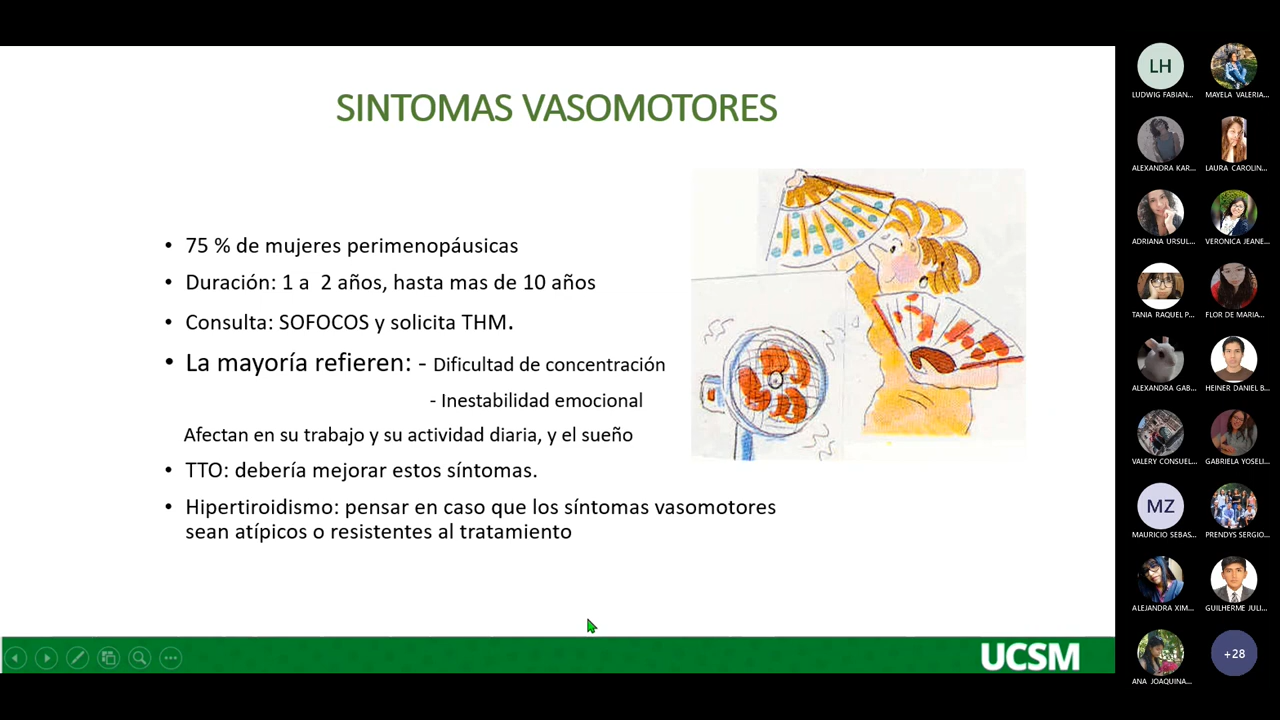 SINTOMAS VASOMOTORES
• 75 % de mujeres perimenopáusicas
• Duración: 1 a 2 años, hasta mas de 10 años
• Consulta: SOFOCOS y solicita THM.
• La mayoría refieren: - Dificultad de concentración
- Inestabilidad emocional
Afectan en su trabajo y su actividad diaria, y el sueño
• TTO: debería mejorar estos síntomas.
• Hipertiroidismo: pensar en caso que los síntomas vasomotores
sean atípicos o resistentes al tratamiento
UCSM
LH
LUDWIG FABIAN...
MAYELA VALERIA...
ALEXANDRA KAR...
LAURA CAROLIN...
ADRIANA URSUL...
VERONICA JEANE...
TANIA RAQUEL P...
FLOR DE MARIA...
ALEXANDRA GAB...
HEINER DANIEL B...
VALERY CONSUEL...
GABRIELA YOSELI...
MZ
MAURICIO SEBAS...
PRENDYS SERGIO...
ALEJANDRA XIM...
GUILHERME JULI...
ANA JOAQUINA...
+28